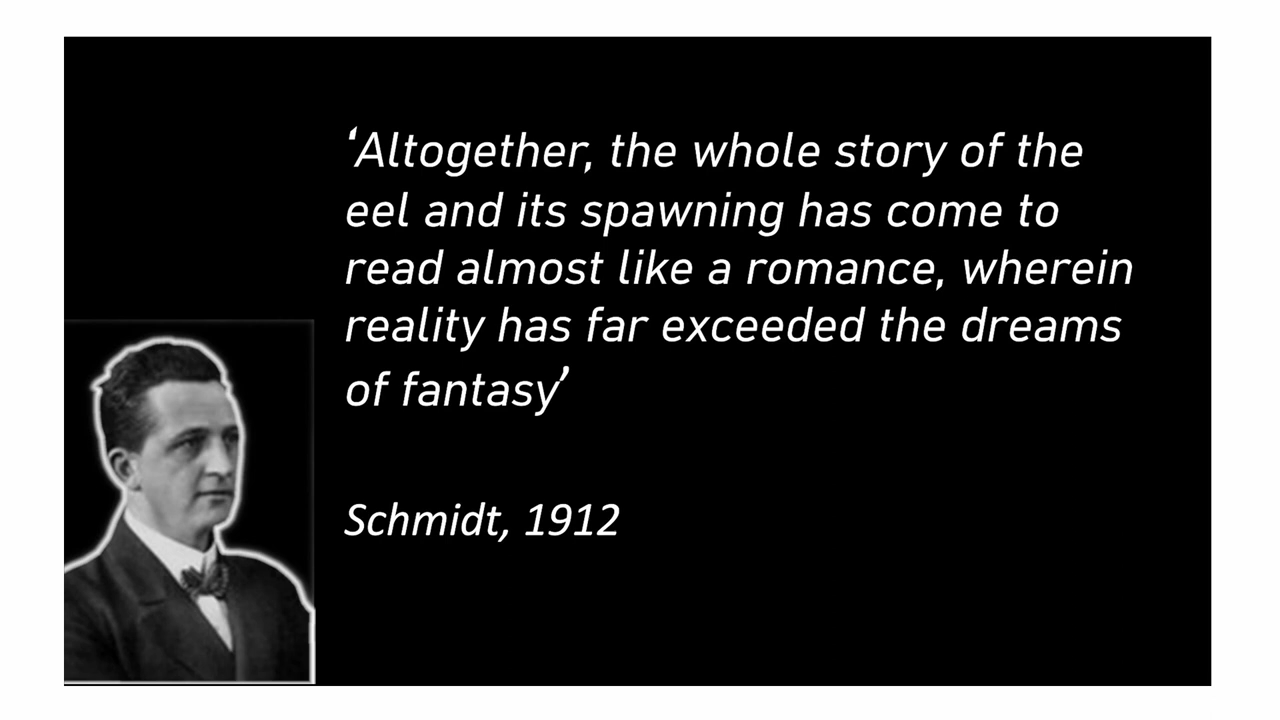 ‘Altogether, the whole story of the
eel and its spawning has come to
read almost like a romance, wherein
reality has far exceeded the dreams
of fantasy’
Schmidt, 1912